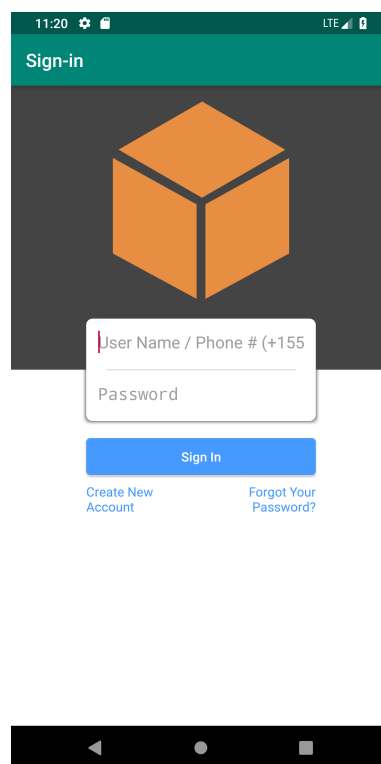 11:20 LTE
Sign-in
User Name / Phone # (+155
Password
Sign In
Create New
Account
Forgot Your
Password?